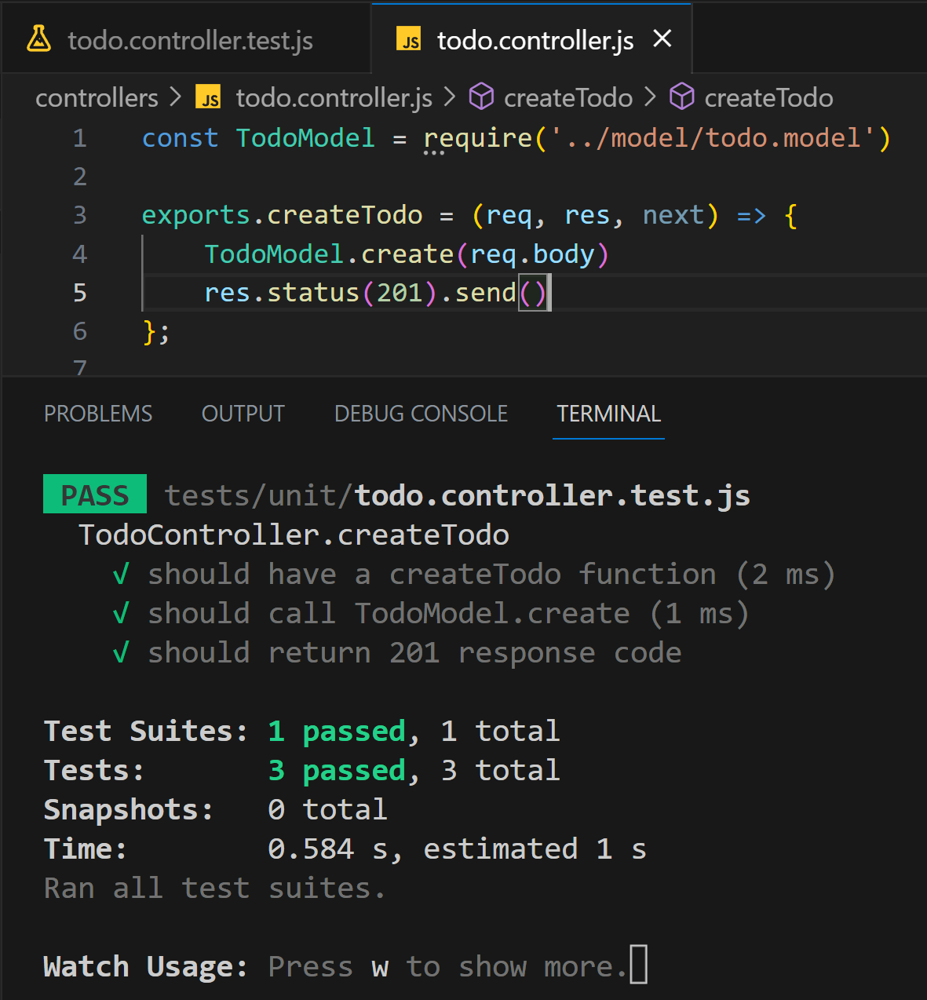 todo.controller.test.js JS todo.controller.js
controllers > JS todo.controller.js > createTodo > createTodo
1 const TodoModel = require('../model/todo.model')
2
3 exports.createTodo = (req, res, next) => {
4 TodoModel.create(req.body)
5 res.status(201).send()
6 };
7
PROBLEMS OUTPUT DEBUG CONSOLE TERMINAL
PASS tests/unit/todo.controller.test.js
TodoController.createTodo
√ should have a createTodo function (2 ms)
√ should call TodoModel.create (1 ms)
√ should return 201 response code
Test Suites: 1 passed, 1 total
Tests: 3 passed, 3 total
Snapshots: 0 total
Time: 0.584 s, estimated 1 s
Ran all test suites.
Watch Usage: Press w to show more.